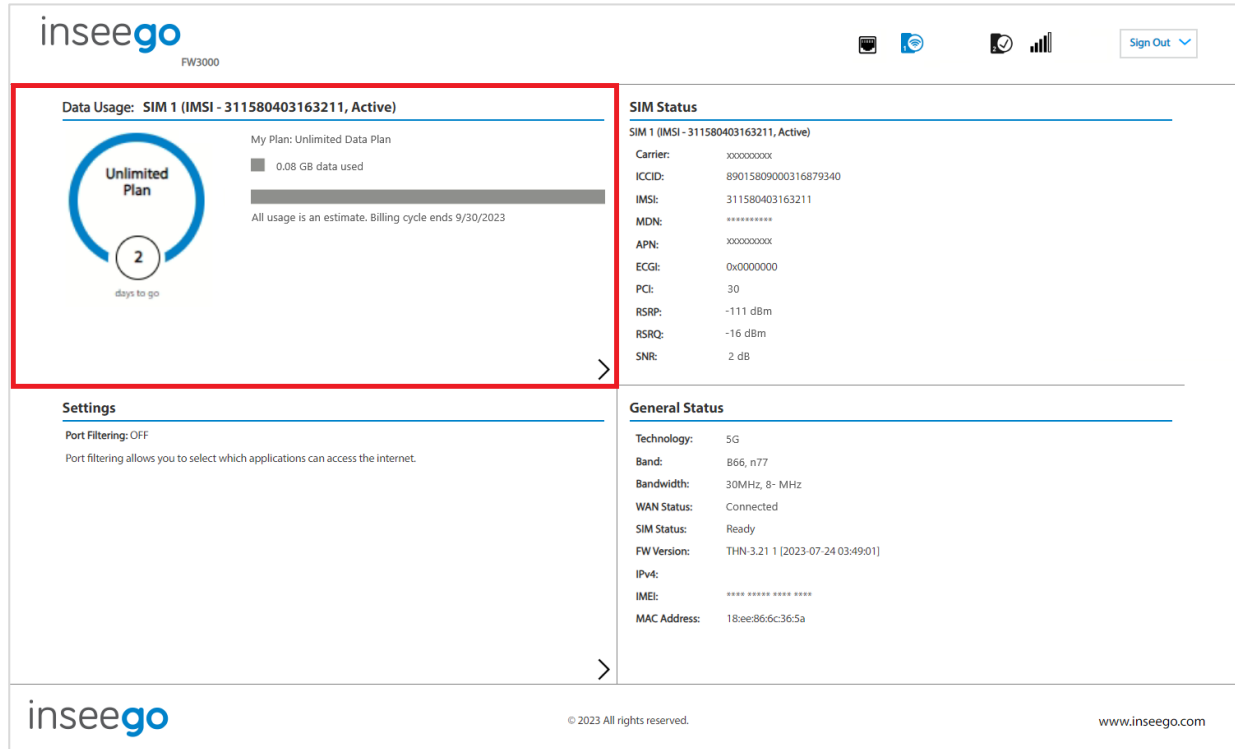 inseego
FW3000
1
2
Sign Out
Data Usage: SIM 1 (IMSI - 311580403163211, Active)
Unlimited
Plan
2
days to go
My Plan: Unlimited Data Plan
0.08 GB data used
All usage is an estimate. Billing cycle ends 9/30/2023
SIM Status
SIM 1 (IMSI - 311580403163211, Active)
Carrier: xxxxxxxxx
ICCID: 89015809000316879340
IMSI: 311580403163211
MDN: **********
APN: xxxxxxxxx
ECGI: 0x0000000
PCI: 30
RSRP: -111 dBm
RSRQ: -16 dBm
SNR: 2 dB
Settings
Port Filtering: OFF
Port filtering allows you to select which applications can access the internet.
General Status
Technology: 5G
Band: B66, n77
Bandwidth: 30MHz, 8- MHz
WAN Status: Connected
SIM Status: Ready
FW Version: THN-3.21 1 [2023-07-24 03:49:01]
IPv4:
IMEI: **** ***** **** ****
MAC Address: 18:ee:86:6c:36:5a
inseego
© 2023 All rights reserved.
www.inseego.com